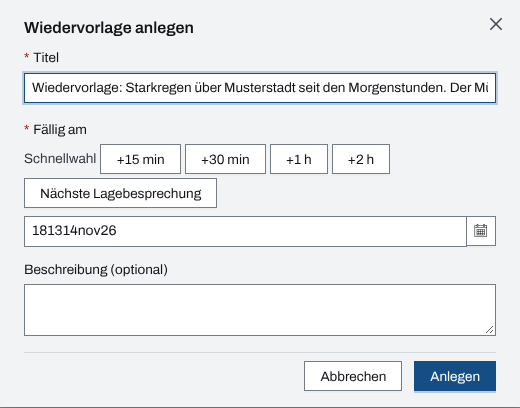 Wiedervorlage anlegen
* Titel
Wiedervorlage: Starkregen über Musterstadt seit den Morgenstunden. Der
* Fällig am
Schnellwahl +15 min +30 min +1 h +2 h
Nächste Lagebesprechung
181314nov26
Beschreibung (optional)
Abbrechen Anlegen